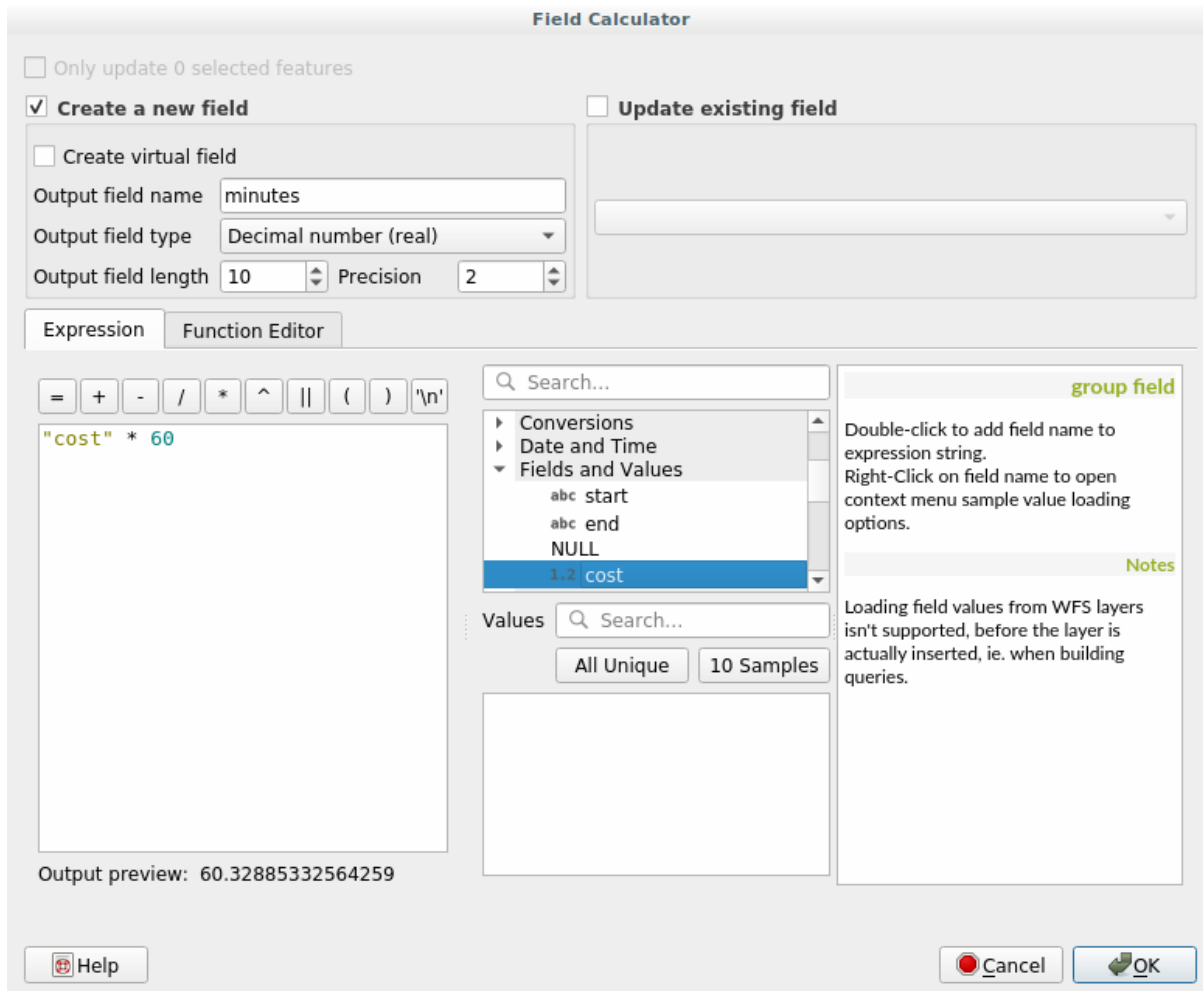 Field Calculator
Only update 0 selected features
Create a new field
Update existing field
Create virtual field
Output field name minutes
Output field type Decimal number (real)
Output field length 10 Precision 2
Expression Function Editor
= + - / * ^ || ( ) '\n'
"cost" * 60
Output preview: 60.32885332564259
Search...
Conversions
Date and Time
Fields and Values
abc start
abc end
NULL
1.2 cost
Values Search...
All Unique 10 Samples
group field
Double-click to add field name to
expression string.
Right-Click on field name to open
context menu sample value loading
options.
Notes
Loading field values from WFS layers
isn't supported, before the layer is
actually inserted, ie. when building
queries.
Help Cancel OK